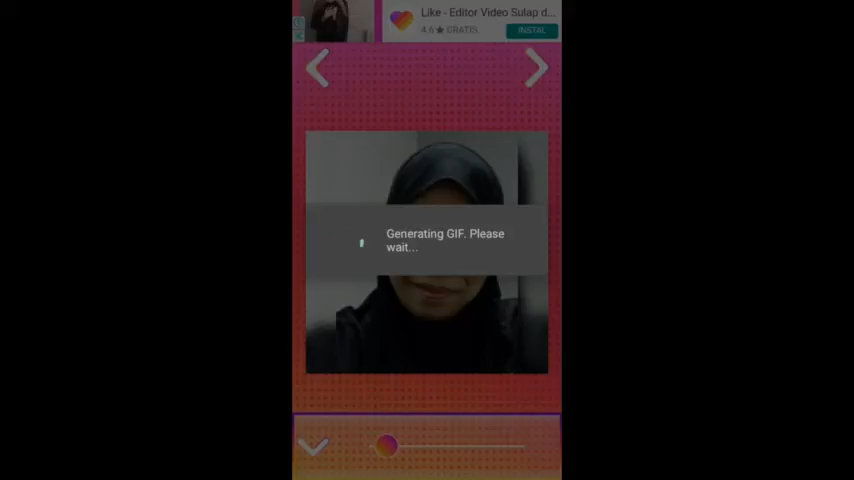 Like - Editor Video Sulap d...
4.6★ GRATIS.
INSTAL
Generating GIF. Please
wait...